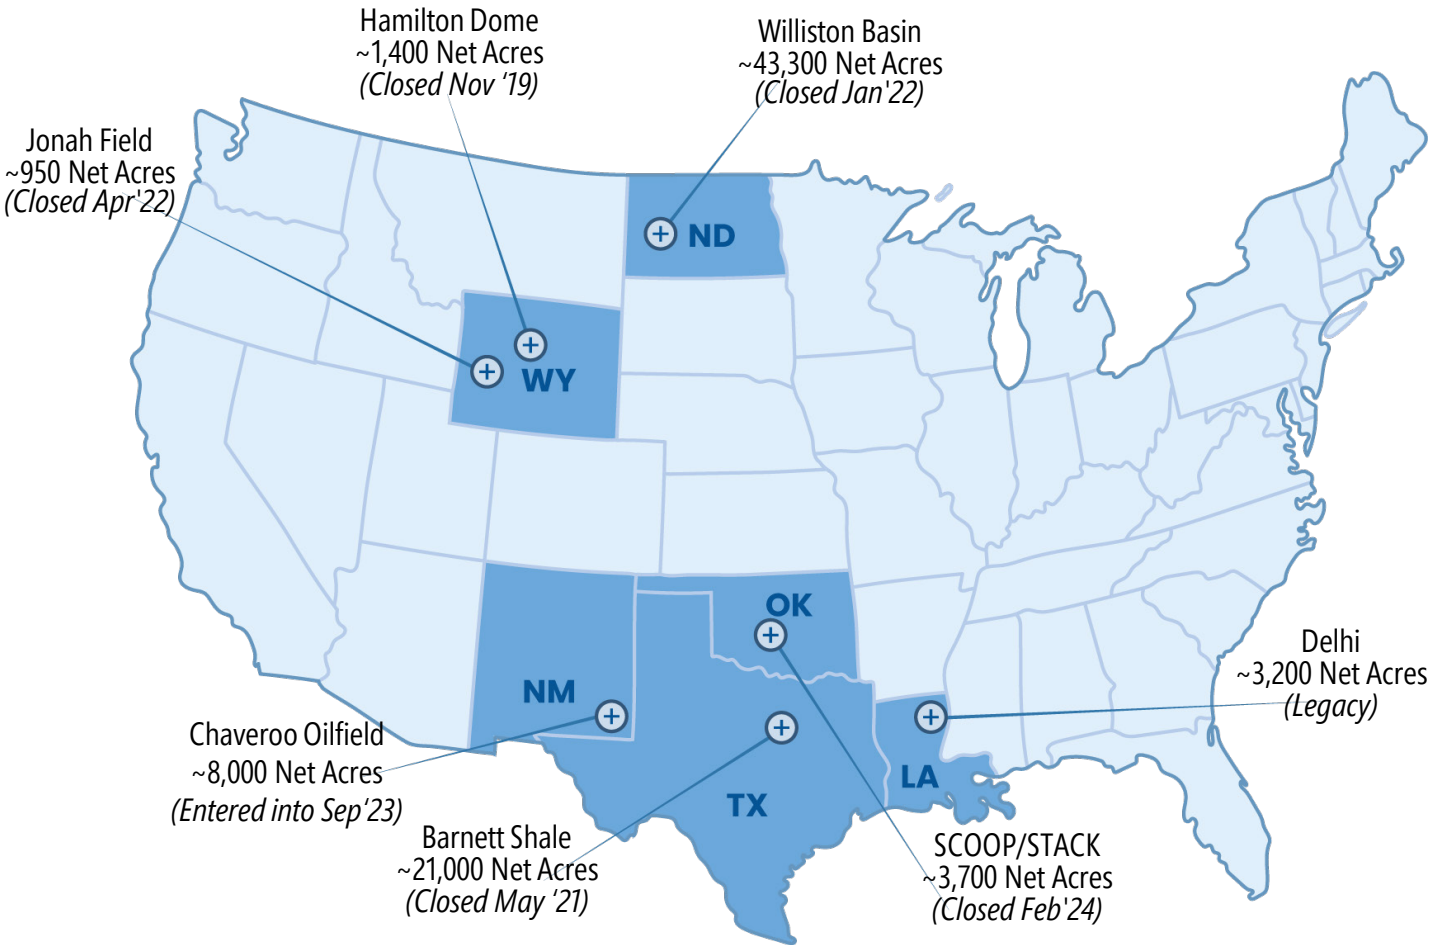 Hamilton Dome
~1,400 Net Acres
(Closed Nov ‘19)
Williston Basin
~43,300 Net Acres
(Closed Jan'22)
Jonah Field
~950 Net Acres
(Closed Apr'22)
ND
WY
OK
NM
TX
LA
Delhi
~3,200 Net Acres
(Legacy)
Chaveroo Oilfield
~8,000 Net Acres
(Entered into Sep'23)
Barnett Shale
~21,000 Net Acres
(Closed May ‘21)
SCOOP/STACK
~3,700 Net Acres
(Closed Feb'24)